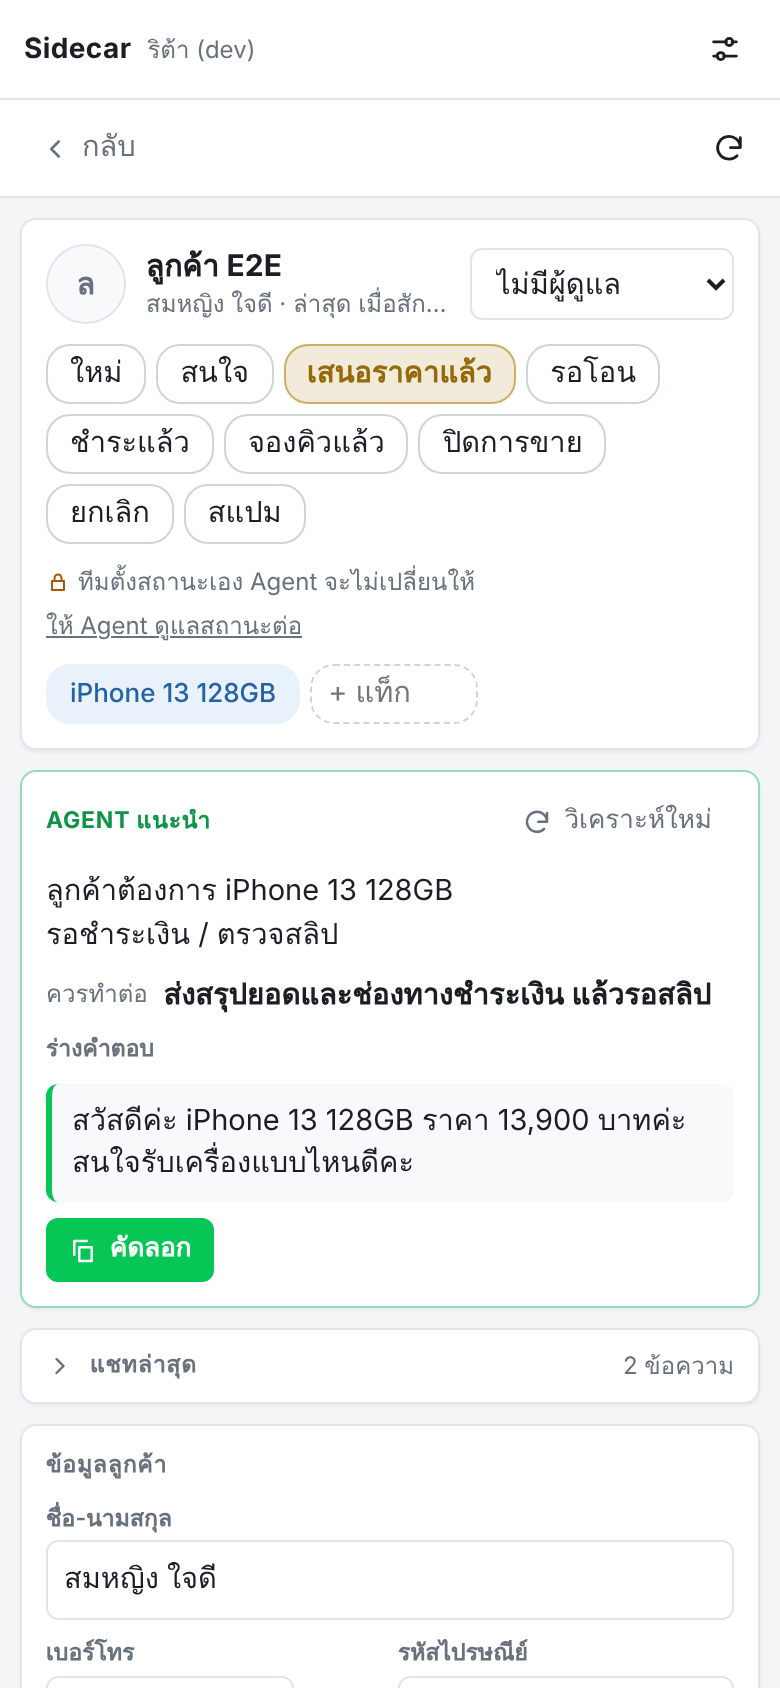 Sidecar ริต้า (dev)
กลับ
ล
ลูกค้า E2E
สมหญิง ใจดี · ล่าสุด เมื่อสัก...
ไม่มีผู้ดูแล
ใหม่ สนใจ เสนอราคาแล้ว รอโอน
ชำระแล้ว จองคิวแล้ว ปิดการขาย
ยกเลิก สแปม
ทีมตั้งสถานะเอง Agent จะไม่เปลี่ยนให้
ให้ Agent ดูแลสถานะต่อ
iPhone 13 128GB + แท็ก
AGENT แนะนำ วิเคราะห์ใหม่
ลูกค้าต้องการ iPhone 13 128GB
รอชำระเงิน / ตรวจสลิป
ควรทำต่อ ส่งสรุปยอดและช่องทางชำระเงิน แล้วรอสลิป
ร่างคำตอบ
สวัสดีค่ะ iPhone 13 128GB ราคา 13,900 บาทค่ะ
สนใจรับเครื่องแบบไหนดีคะ
คัดลอก
แชทล่าสุด 2 ข้อความ
ข้อมูลลูกค้า
ชื่อ-นามสกุล
สมหญิง ใจดี
เบอร์โทร รหัสไปรษณีย์